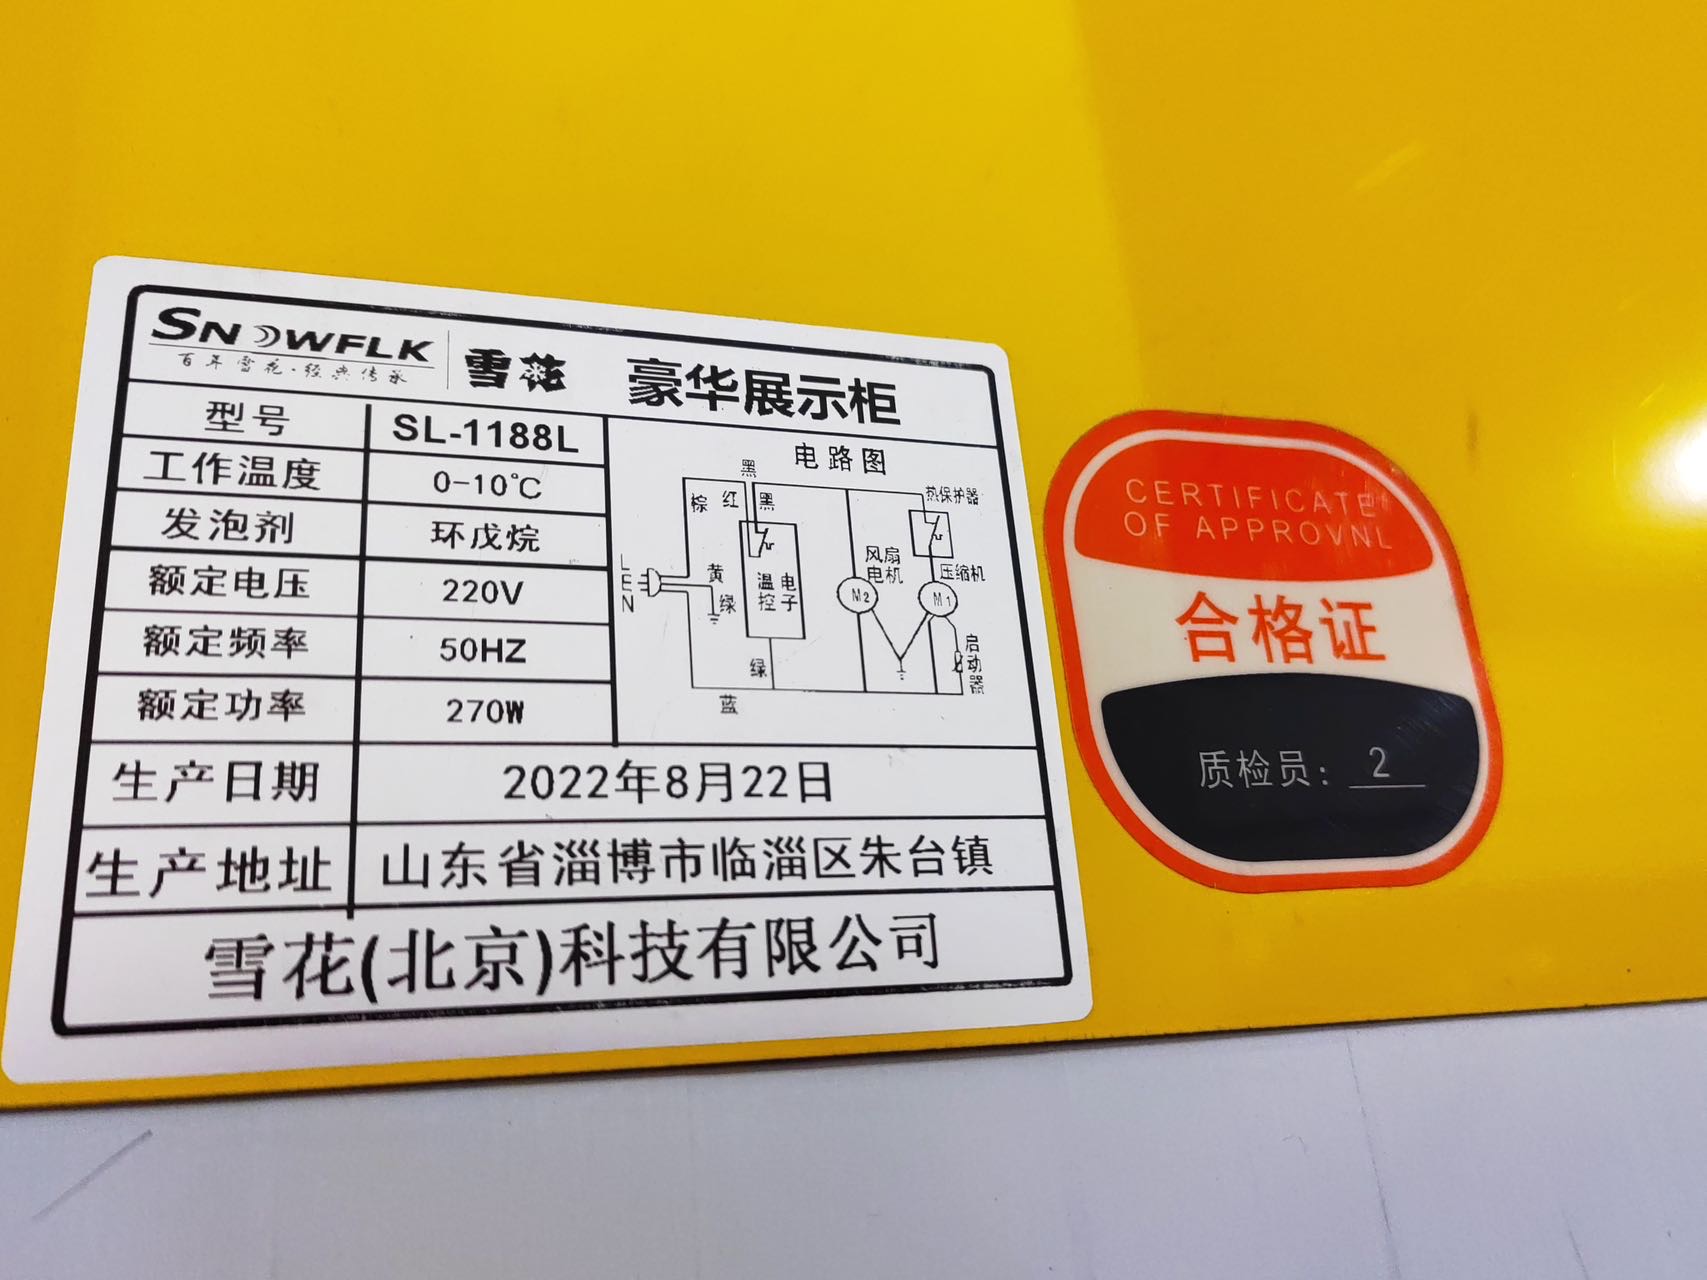 SNOWFLK
百年雪花·经典传承
雪花
豪华展示柜
型号 SL-1188L
工作温度 0-10℃
发泡剂 环戊烷
额定电压 220V
额定频率 50HZ
额定功率 270W
电路图
黑
棕 红 黑
热保护器
L
E
N
黄
绿
电子
温控
风扇
电机
压缩机
M2
M1
启动器
绿
蓝
生产日期 2022年8月22日
生产地址 山东省淄博市临淄区朱台镇
雪花(北京)科技有限公司
CERTIFICATE
OF APPROVNL
合格证
质检员: 2